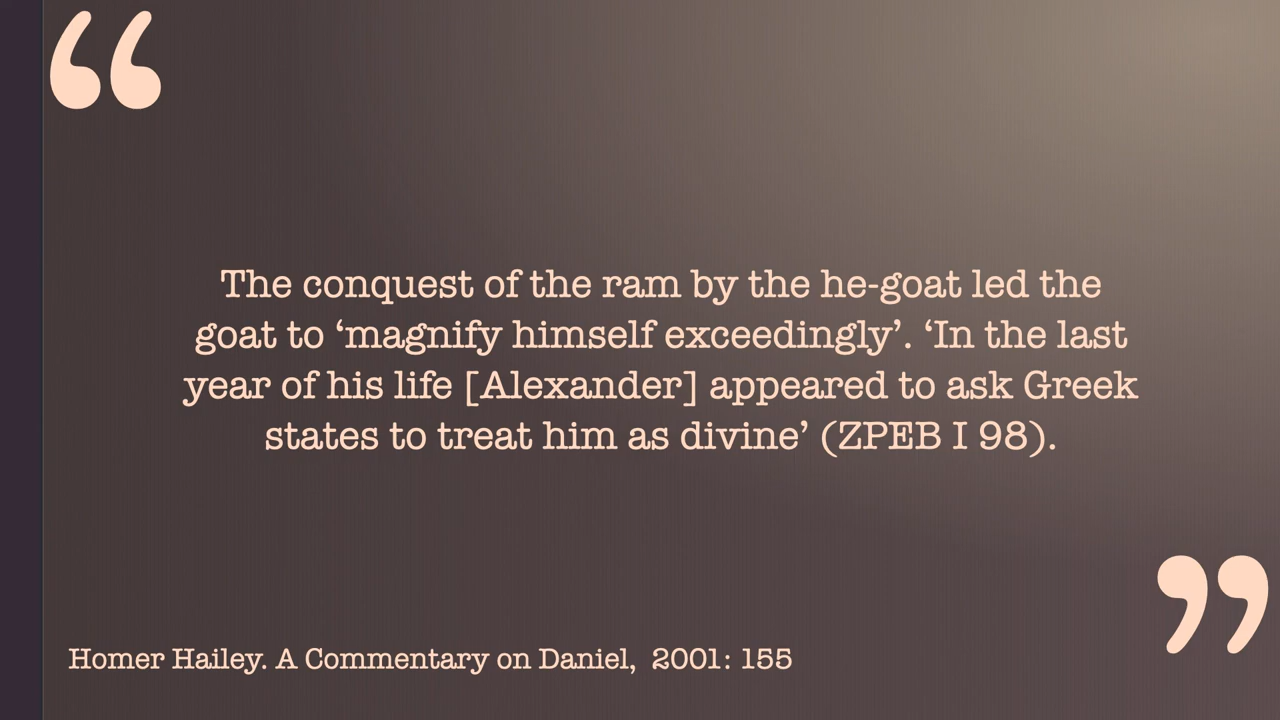 “
The conquest of the ram by the he-goat led the
goat to ‘magnify himself exceedingly’. ‘In the last
year of his life [Alexander] appeared to ask Greek
states to treat him as divine’ (ZPEB I 98).
”
Homer Hailey. A Commentary on Daniel,  2001: 155